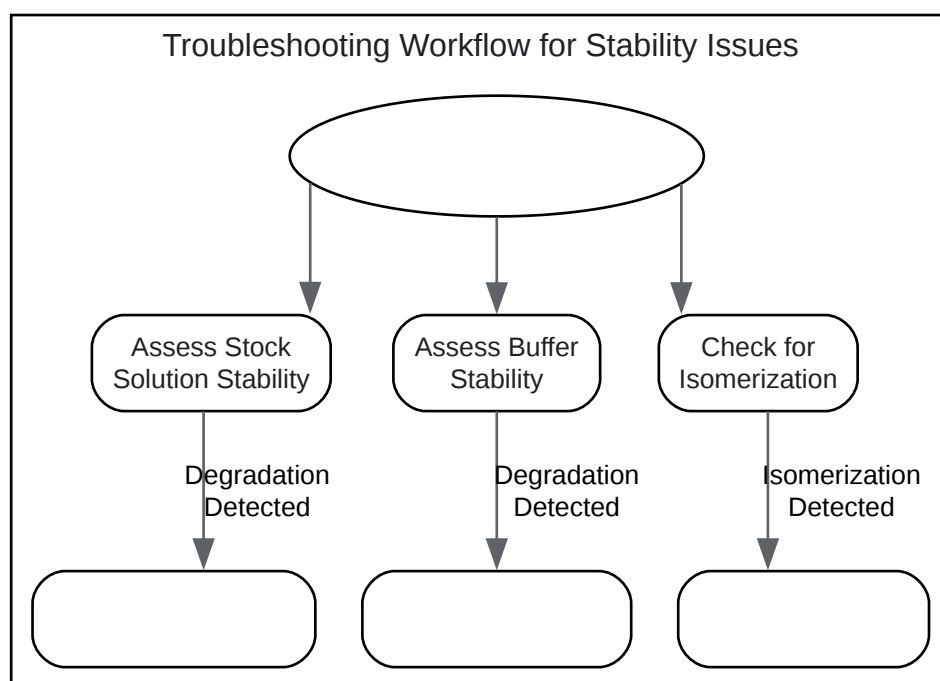 Troubleshooting Workflow for Stability Issues
Assess Stock
Solution Stability
Assess Buffer
Stability
Check for
Isomerization
Degradation
Detected
Degradation
Detected
Isomerization
Detected